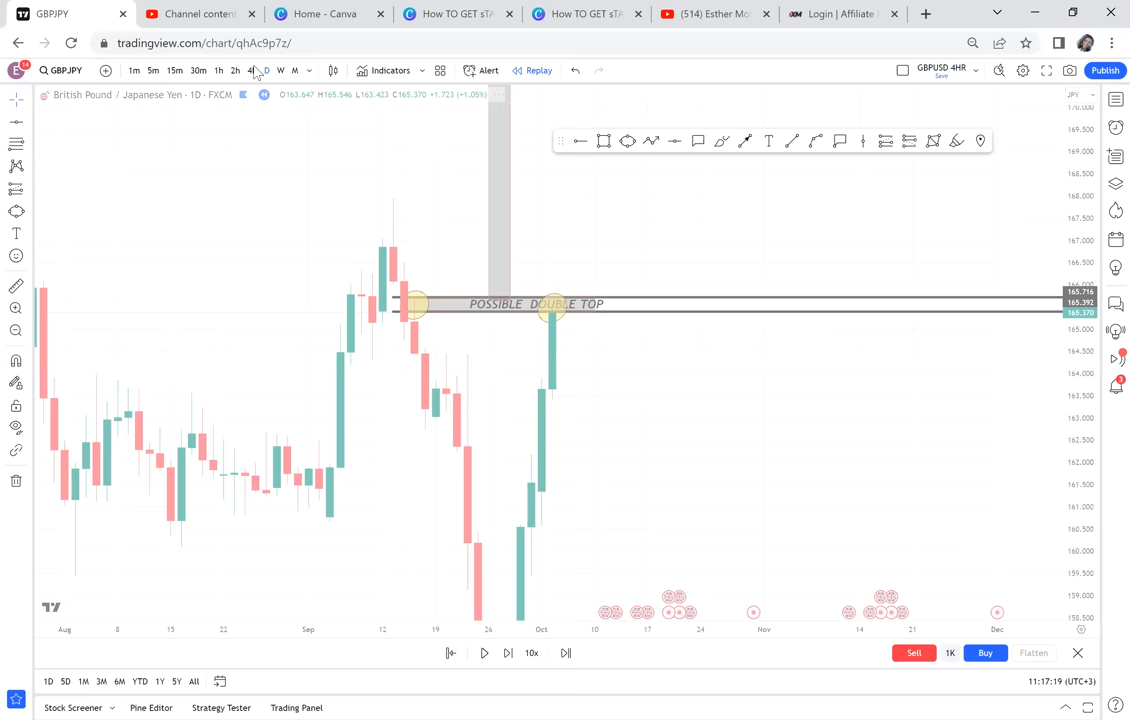 GBPJPY
Channel content
Home - Canva
How TO GET sTA
How TO GET sTA
(514) Esther Mo
XM Login | Affiliate
tradingview.com/chart/qhAc9p7z/
E 14 GBPJPY 1m 5m 15m 30m 1h 2h 4h D W M Indicators Alert Replay GBPUSD 4HR Save Publish
British Pound / Japanese Yen · 1D · FXCM O163.647 H165.546 L163.423 C165.370 +1.723 (+1.05%) JPY
170.000
169.500
169.000
168.500
168.000
167.500
167.000
166.500
166.000
165.716
165.392
165.370
165.000
164.500
164.000
163.500
163.000
162.500
162.000
161.500
161.000
160.500
160.000
159.500
159.000
158.500
POSSIBLE DOUBLE TOP
3
Aug 8 15 22 Sep 12 19 26 Oct 10 17 24 Nov 14 21 Dec
10x Sell 1K Buy Flatten
1D 5D 1M 3M 6M YTD 1Y 5Y All 11:17:19 (UTC+3)
Stock Screener Pine Editor Strategy Tester Trading Panel